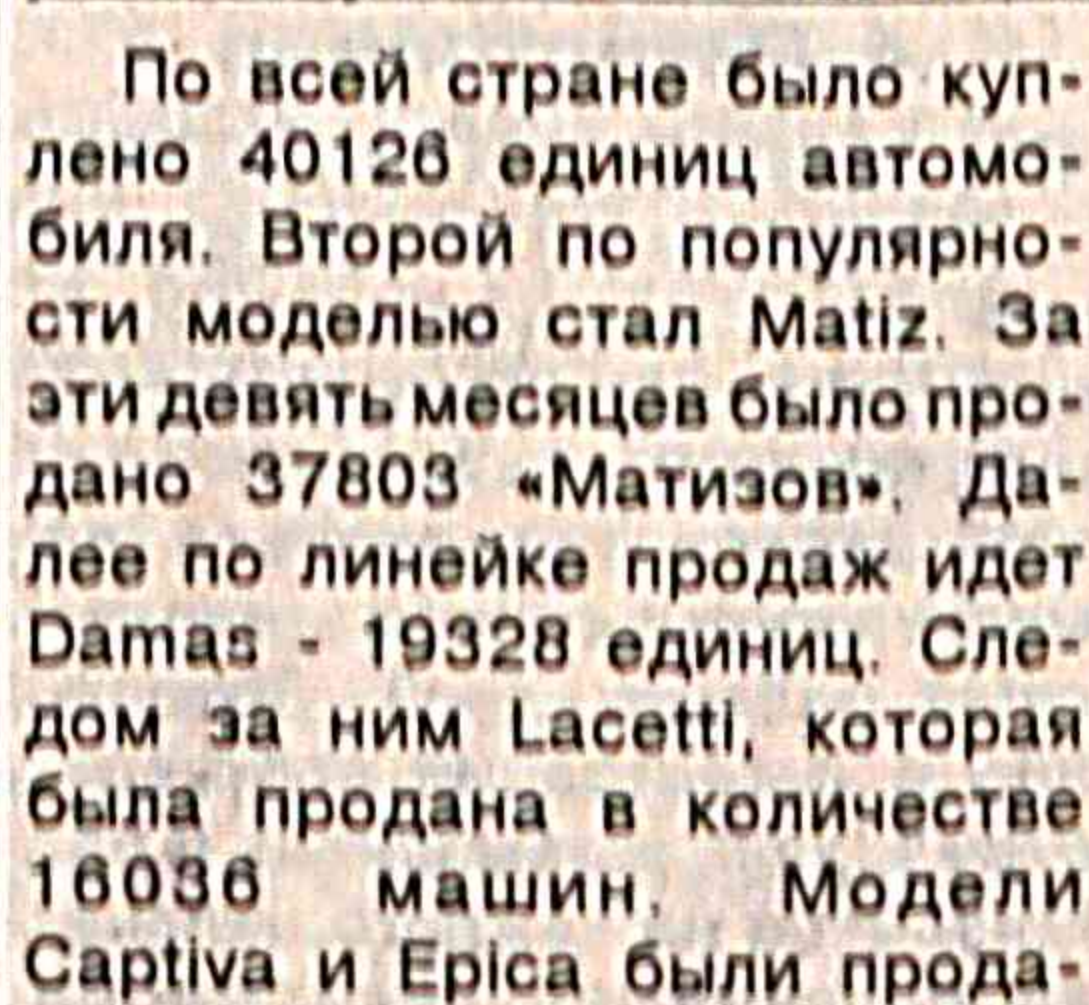 По всей стране было куп-
лено 40126 единиц автомо-
биля. Второй по популярно-
сти моделью стал Matiz. За
эти девять месяцев было про-
дано 37803 «Матизов». Да-
лее по линейке продаж идет
Damas - 19328 единиц. Сле-
дом за ним Lacetti, которая
была продана в количестве
16036 машин. Модели
Captiva и Epica были прода-